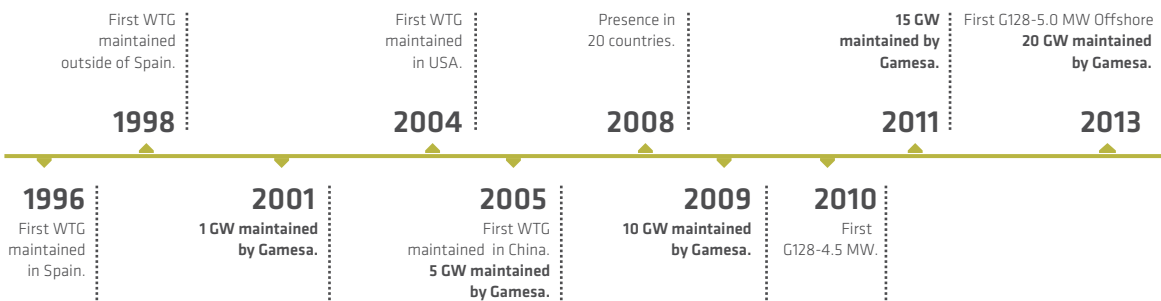 First WTG
maintained
outside of Spain.
1998
First WTG
maintained
in USA.
2004
Presence in
20 countries.
2008
15 GW
maintained by
Gamesa.
2011
First G128-5.0 MW Offshore
20 GW maintained
by Gamesa.
2013
1996
First WTG
maintained
in Spain.
2001
1 GW maintained
by Gamesa.
2005
First WTG
maintained in China.
5 GW maintained
by Gamesa.
2009
10 GW maintained
by Gamesa.
2010
First
G128-4.5 MW.